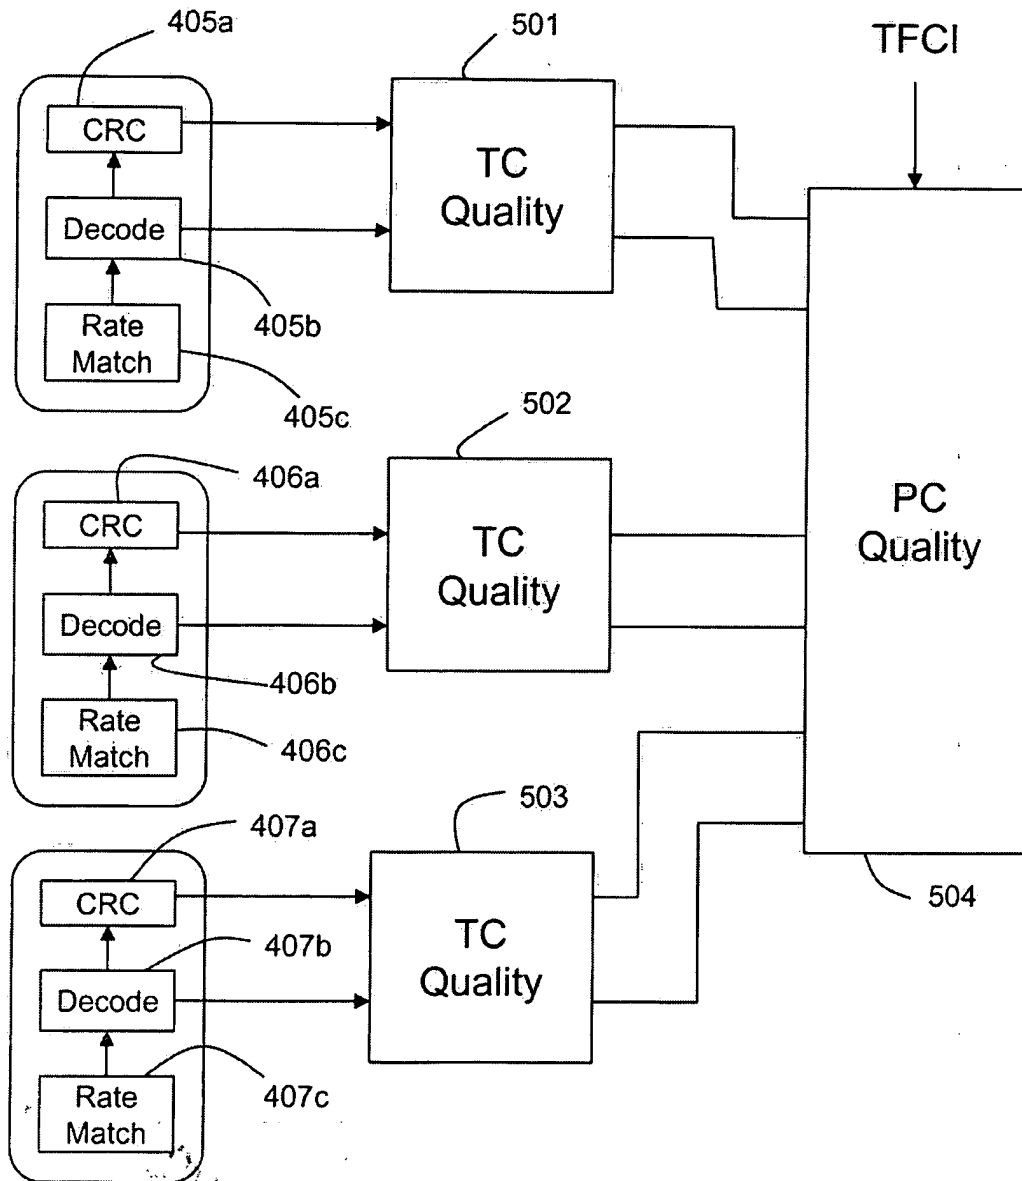 405a
501
TFCI
CRC
TC
Quality
Decode
405b
Rate
Match
405c
502
406a
PC
Quality
CRC
TC
Quality
Decode
406b
Rate
Match
406c
503
407a
504
CRC
407b
TC
Quality
Decode
407c
Rate
Match